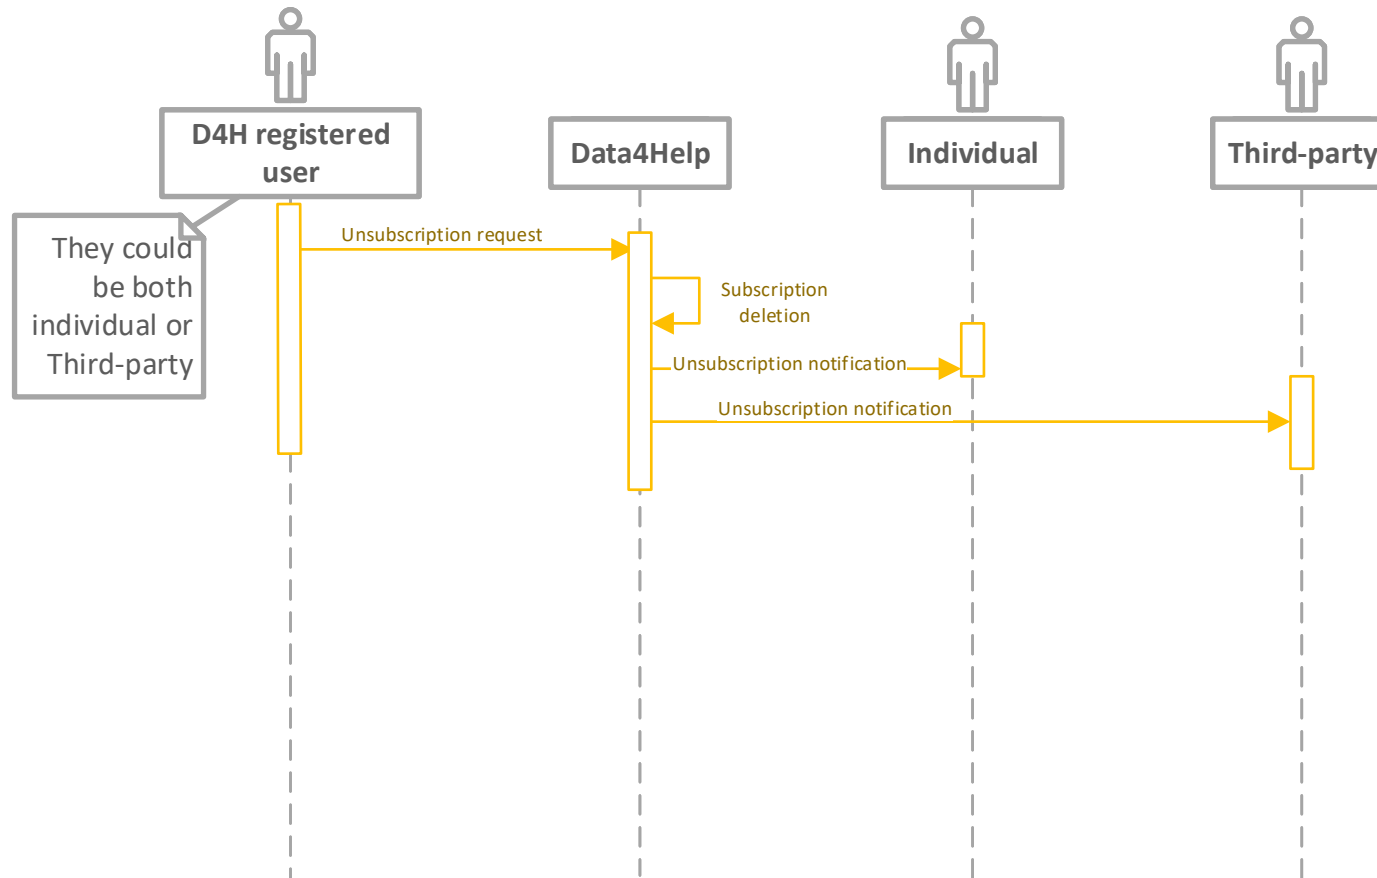 D4H registered
user
Data4Help
Individual
Third-party
They could
be both
individual or
Third-party
Unsubscription request
Subscription
deletion
Unsubscription notification
Unsubscription notification